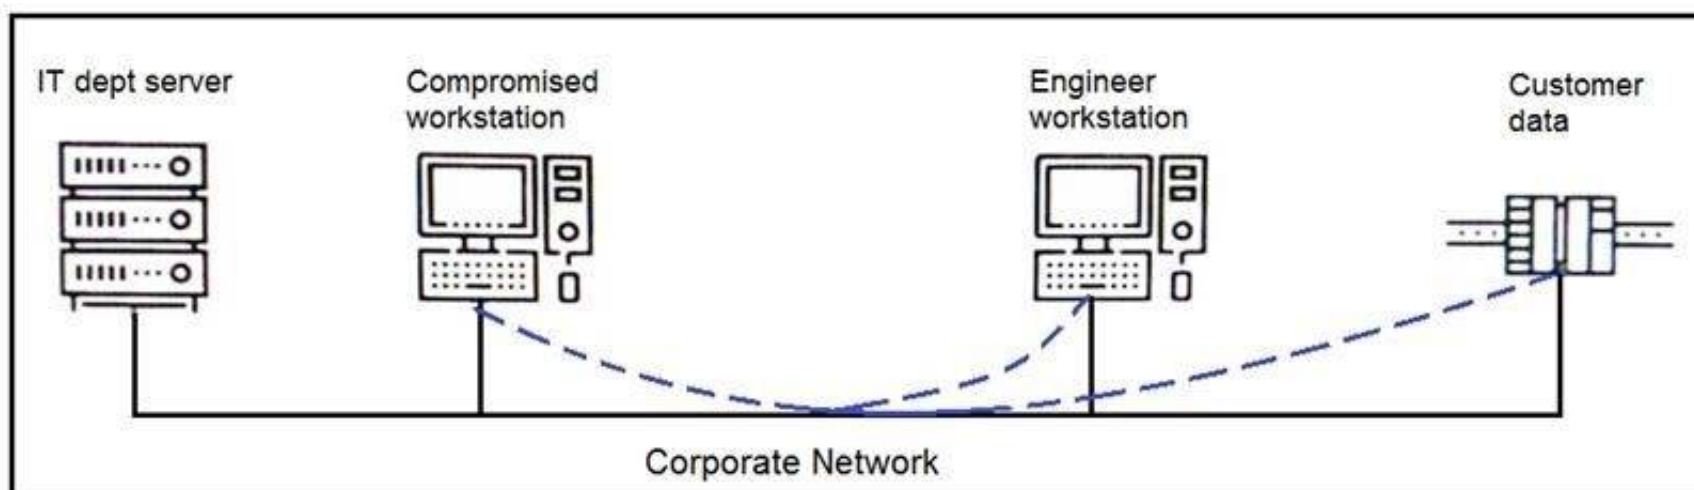 IT dept server
Compromised
workstation
Engineer
workstation
Customer
data
Corporate Network